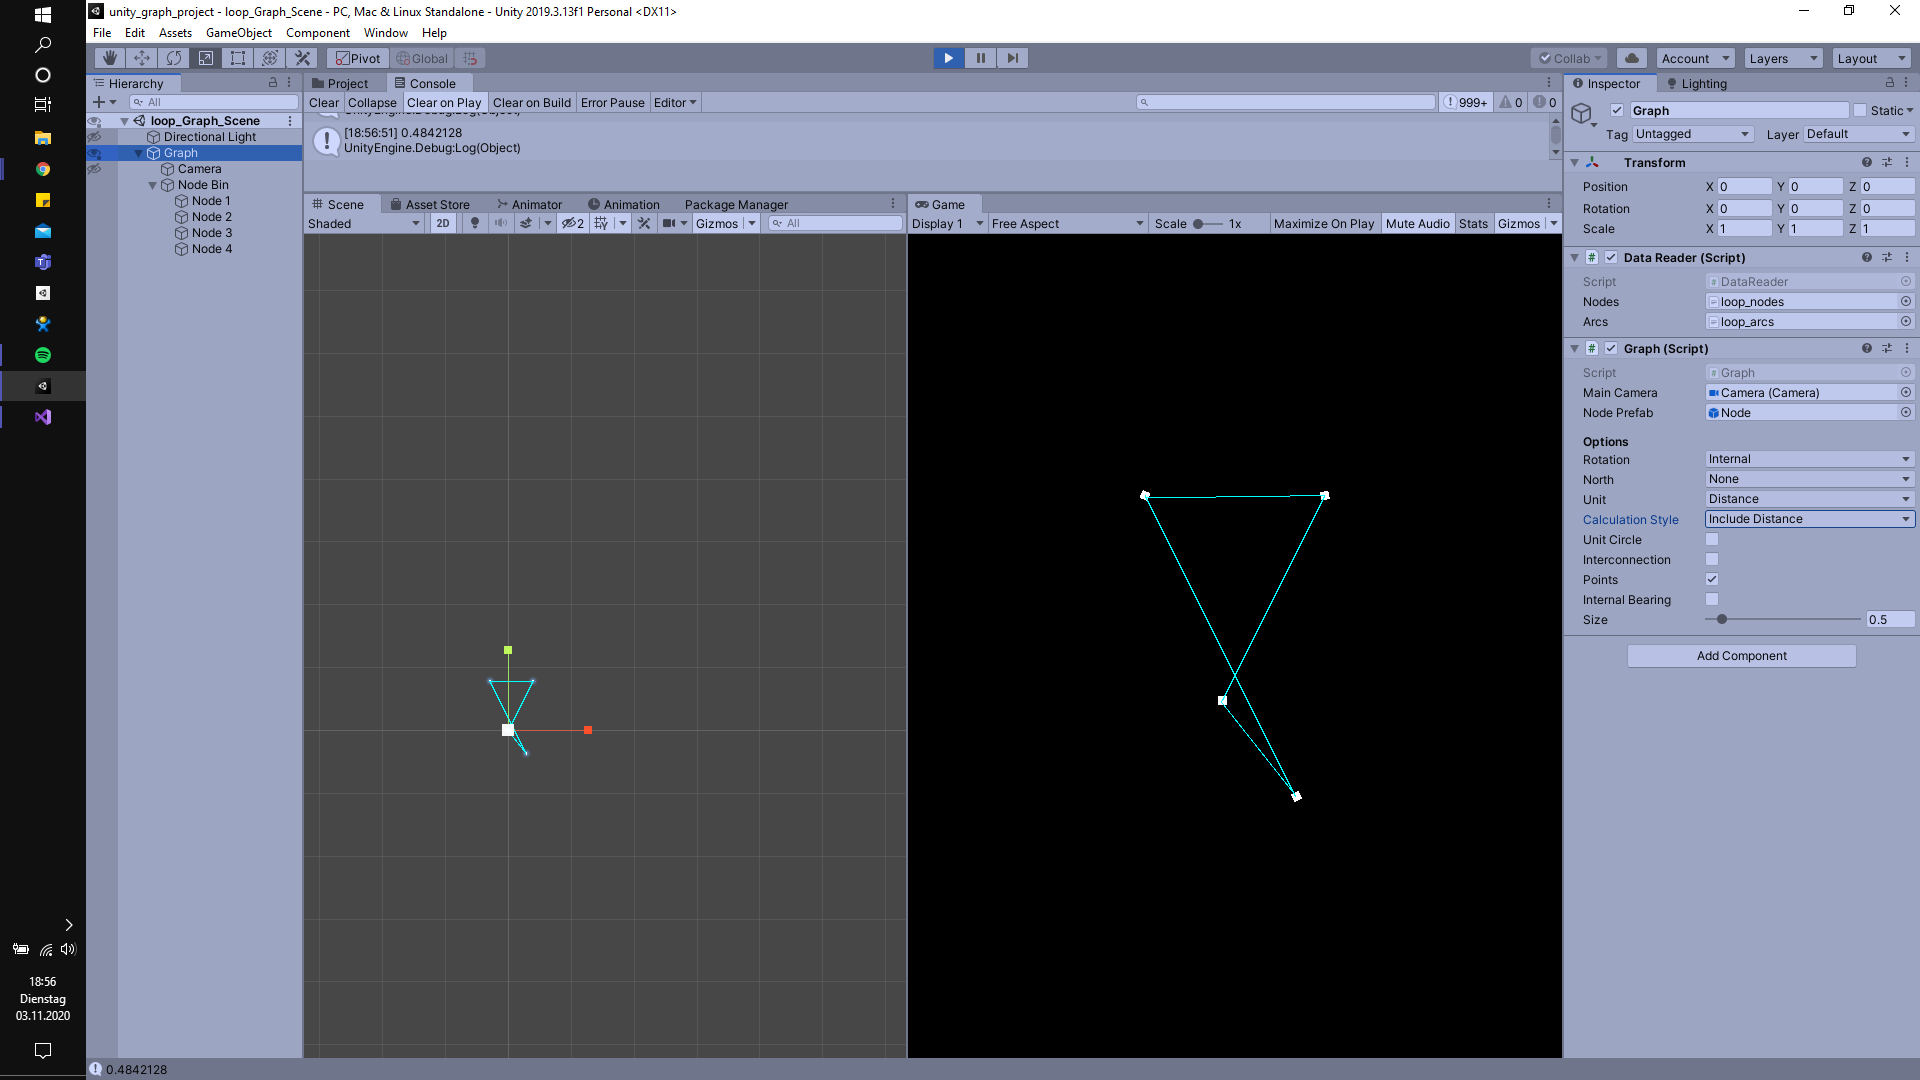 unity_graph_project - loop_Graph_Scene - PC, Mac & Linux Standalone - Unity 2019.3.13f1 Personal <DX11>
File Edit Assets GameObject Component Window Help
Pivot Global Collab Account Layers Layout
Hierarchy
All
loop_Graph_Scene
Directional Light
Graph
Camera
Node Bin
Node 1
Node 2
Node 3
Node 4
Project Console
Clear Collapse Clear on Play Clear on Build Error Pause Editor 999+ 0 0
UnityEngine.Debug:Log(Object)
[18:56:51] 0.4842128
UnityEngine.Debug:Log(Object)
Scene Asset Store Animator Animation Package Manager
Shaded 2D 2 Gizmos All
Game
Display 1 Free Aspect Scale 1x Maximize On Play Mute Audio Stats Gizmos
Inspector Lighting
Graph Static
Tag Untagged Layer Default
Transform
Position X 0 Y 0 Z 0
Rotation X 0 Y 0 Z 0
Scale X 1 Y 1 Z 1
# Data Reader (Script)
Script DataReader
Nodes loop_nodes
Arcs loop_arcs
# Graph (Script)
Script Graph
Main Camera Camera (Camera)
Node Prefab Node
Options
Rotation Internal
North None
Unit Distance
Calculation Style Include Distance
Unit Circle
Interconnection
Points
Internal Bearing
Size 0.5
Add Component
18:56
Dienstag
03.11.2020
0.4842128